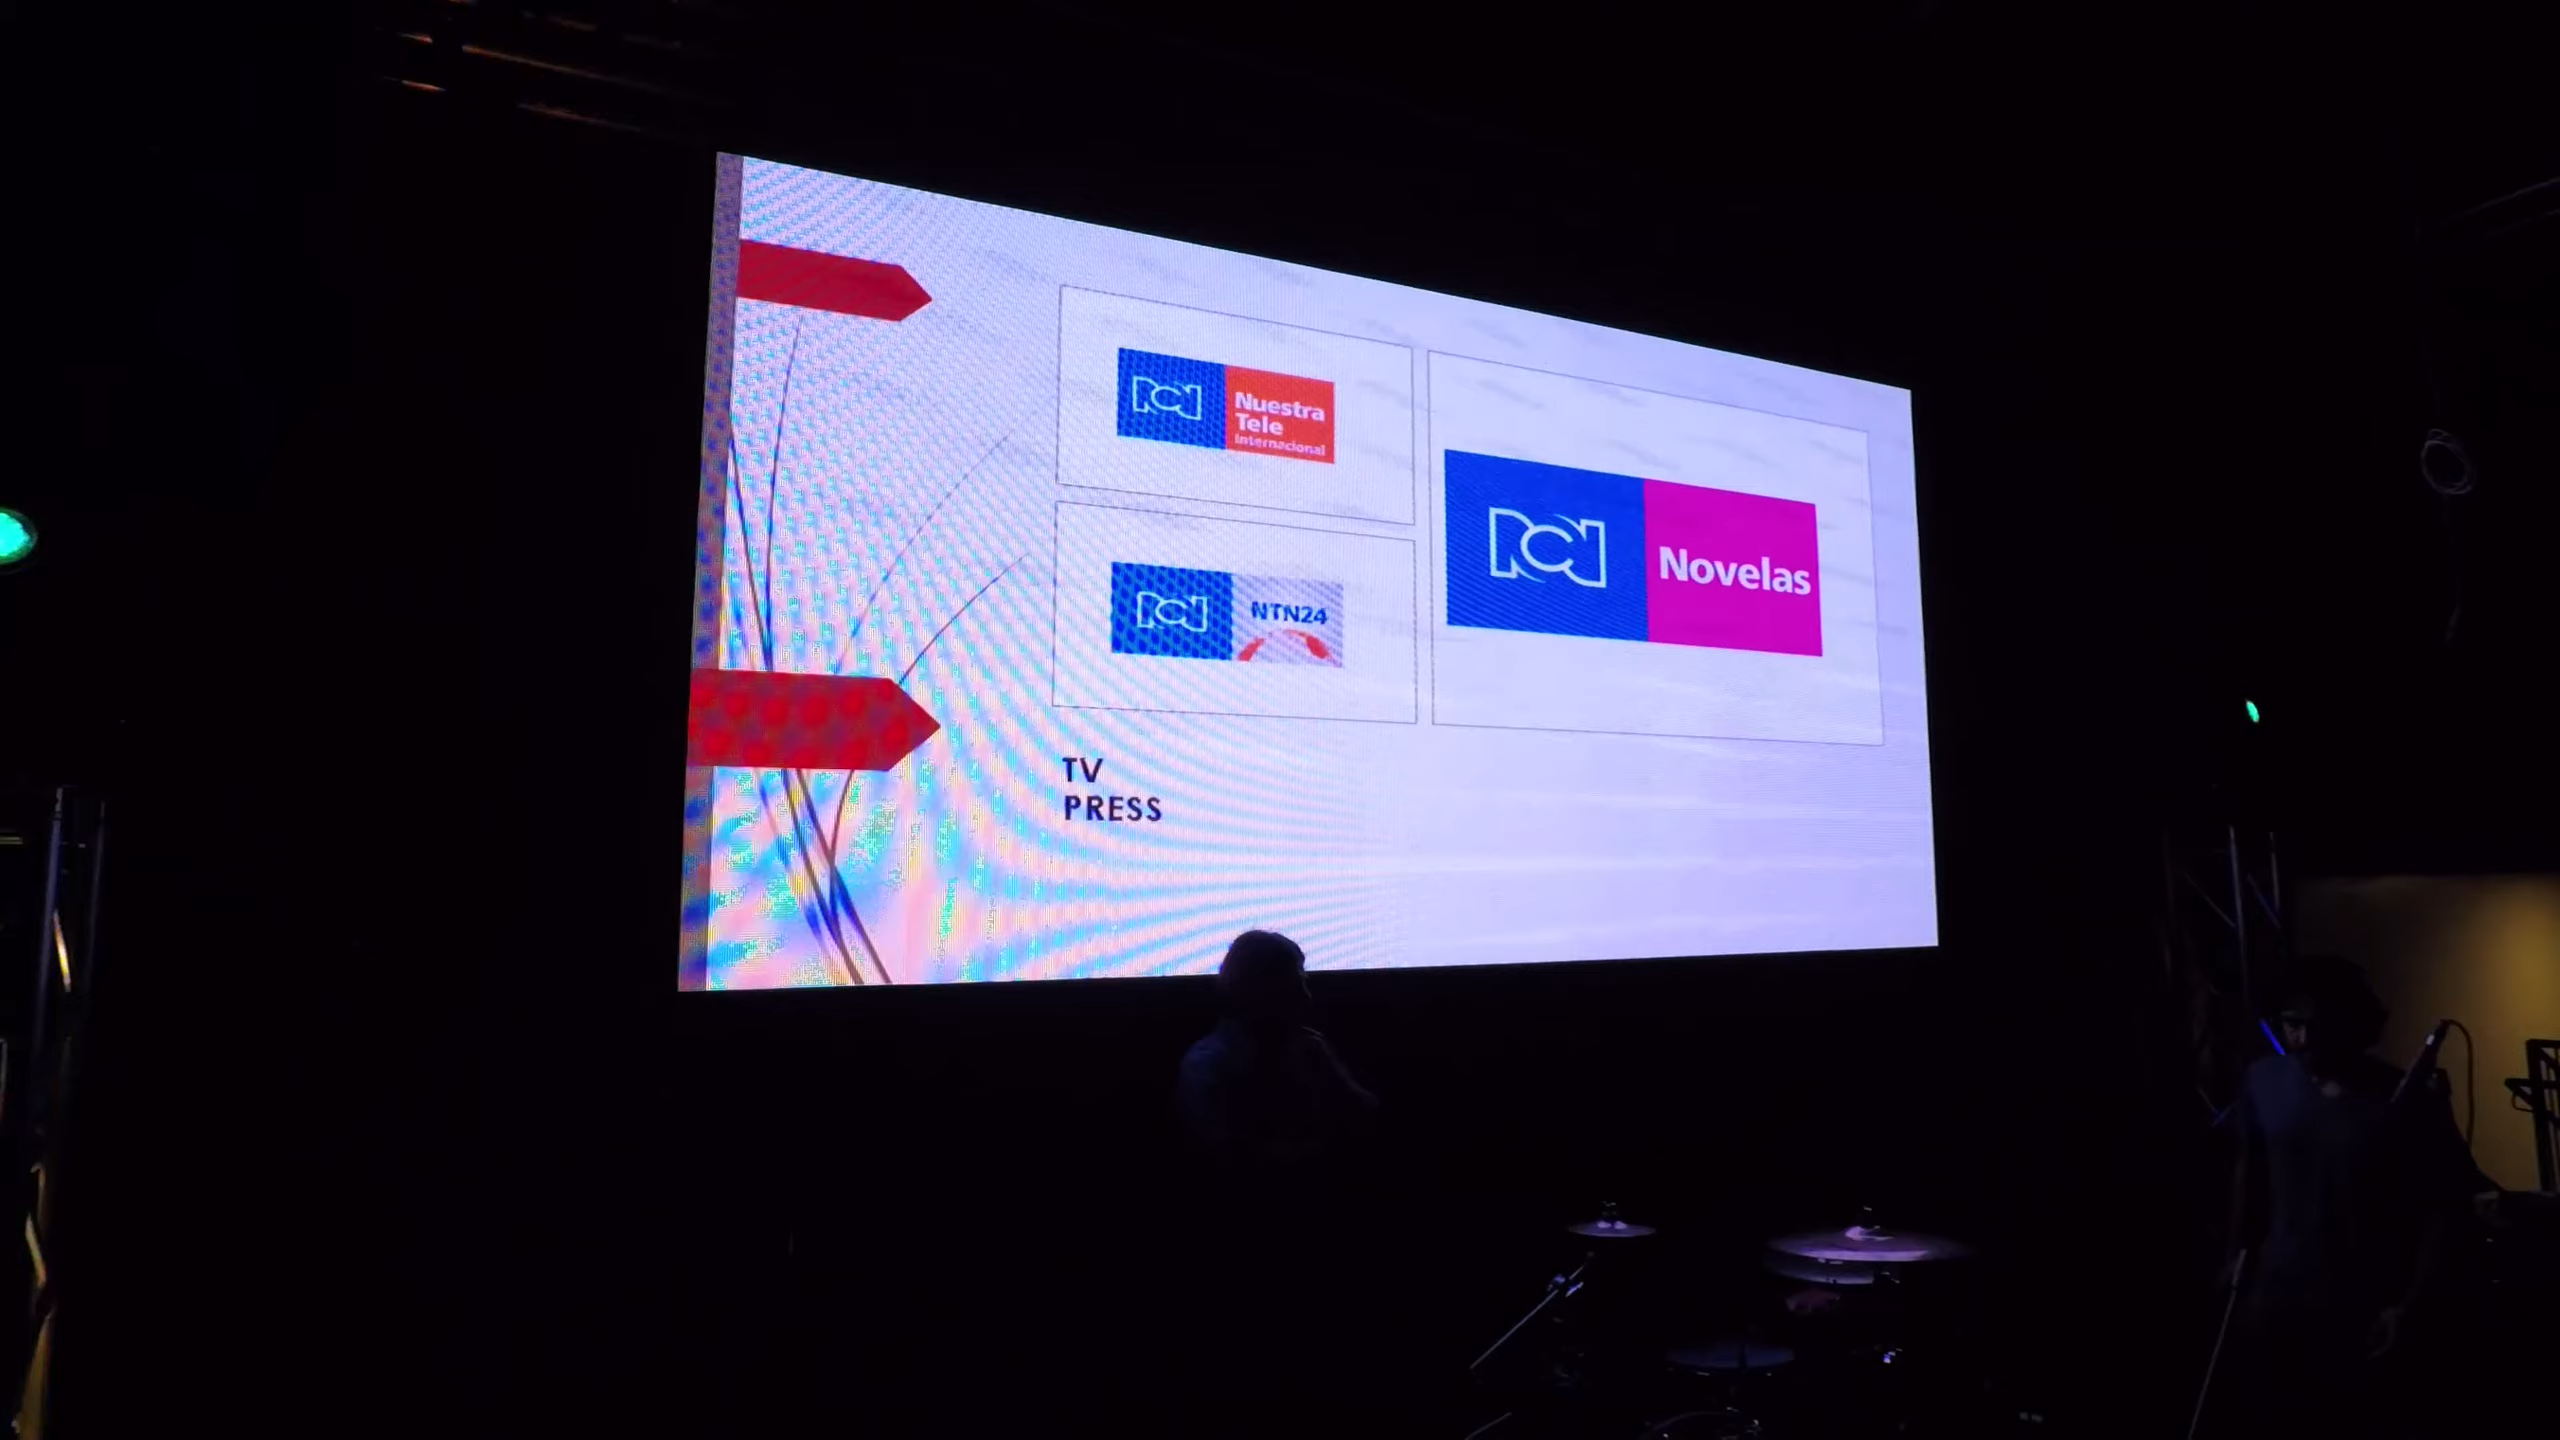 RCN
Nuestra
Tele
Internacional
RCN
NTN24
RCN
Novelas
TV
PRESS